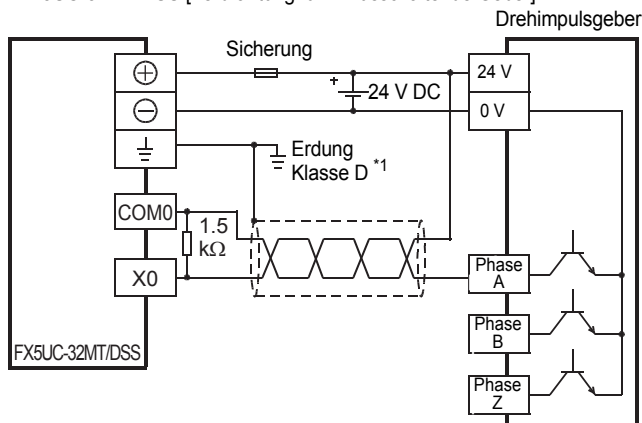 Drehimpulsgeber
Sicherung
24 V
+
24 V DC
0 V
Erdung
Klasse D *1
COM0
1.5
kΩ
X0
Phase
A
Phase
B
FX5UC-32MT/DSS
Phase
Z